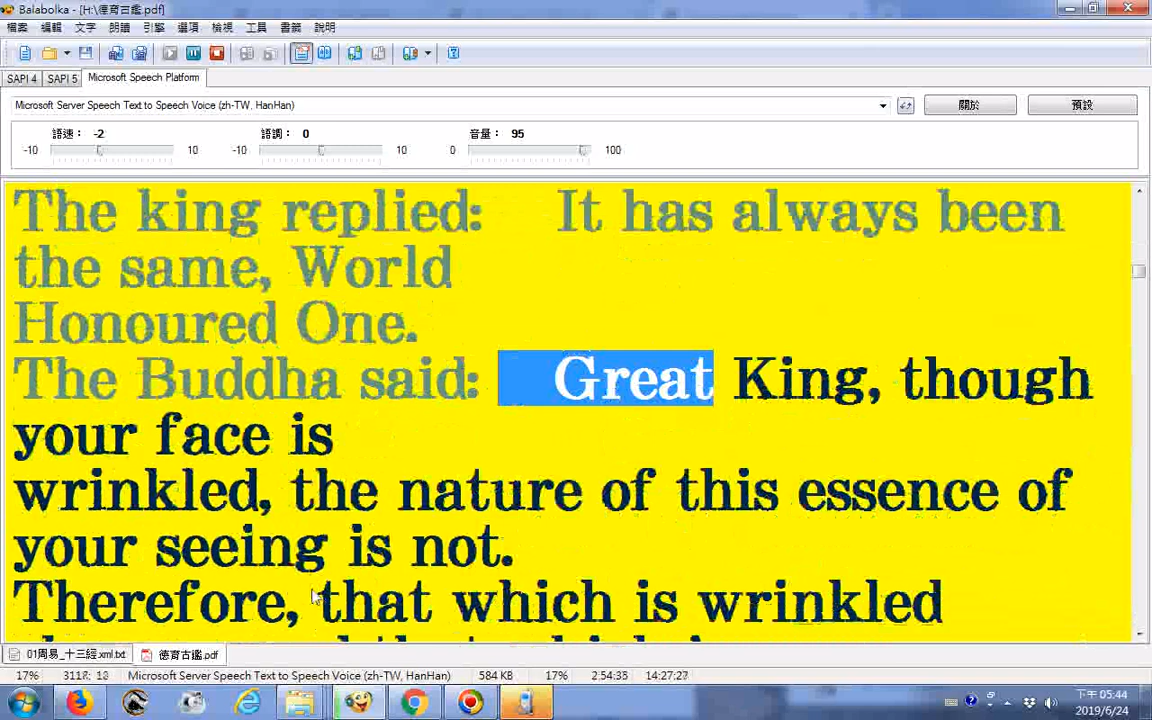 Balabolka - [H:\德育古鑑.pdf]
檔案 編輯 文字 朗讀 引擎 選項 檢視 工具 書籤 說明
SAPI 4 SAPI 5 Microsoft Speech Platform
Microsoft Server Speech Text to Speech Voice (zh-TW, HanHan) 關於 預設
語速： -2 語調： 0 音量： 95
-10 10 -10 10 0 100
The king replied: It has always been
the same, World
Honoured One.
The Buddha said: Great King, though
your face is
wrinkled, the nature of this essence of
your seeing is not.
Therefore, that which is wrinkled
01周易_十三經.xml.txt 德育古鑑.pdf
17% 3118: 13 Microsoft Server Speech Text to Speech Voice (zh-TW, HanHan) 584 KB 17% 2:54:35 14:27:27
下午 05:44
2019/6/24